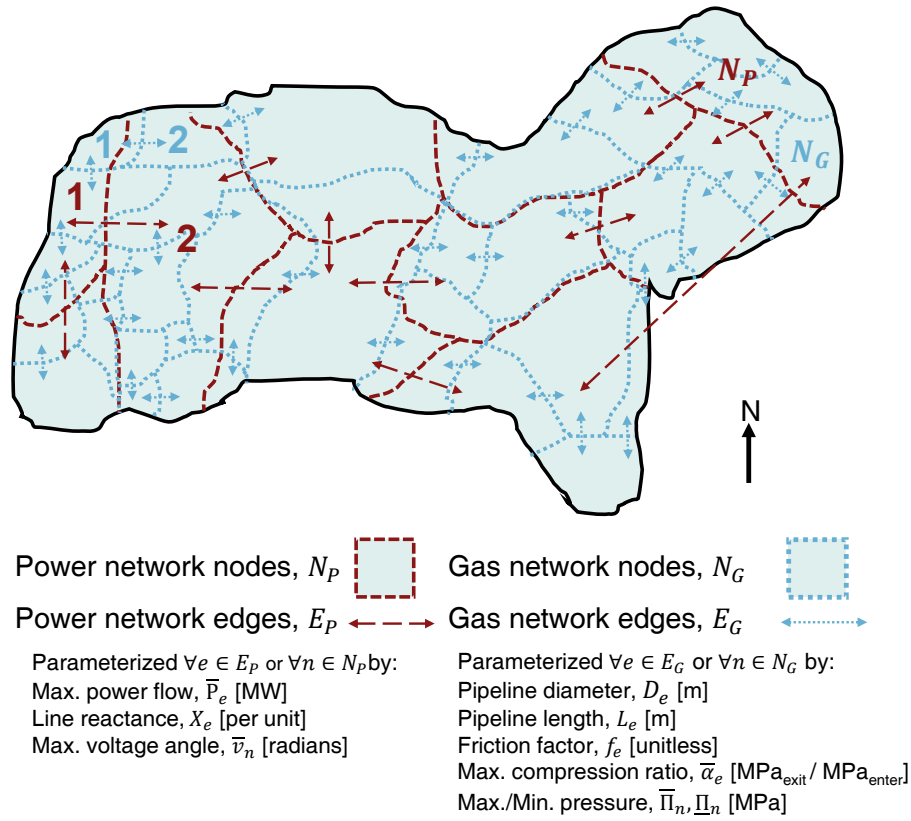 N_P
1 2
N_G
1
2
N
Power network nodes, N_P Gas network nodes, N_G
Power network edges, E_P Gas network edges, E_G
Parameterized ∀e ∈ E_P or ∀n ∈ N_P by:
Max. power flow, P̅_e [MW]
Line reactance, X_e [per unit]
Max. voltage angle, v̅_n [radians]
Parameterized ∀e ∈ E_G or ∀n ∈ N_G by:
Pipeline diameter, D_e [m]
Pipeline length, L_e [m]
Friction factor, f_e [unitless]
Max. compression ratio, α̅_e [MPa_exit / MPa_enter]
Max./Min. pressure, Π̅_n, Π̲_n [MPa]